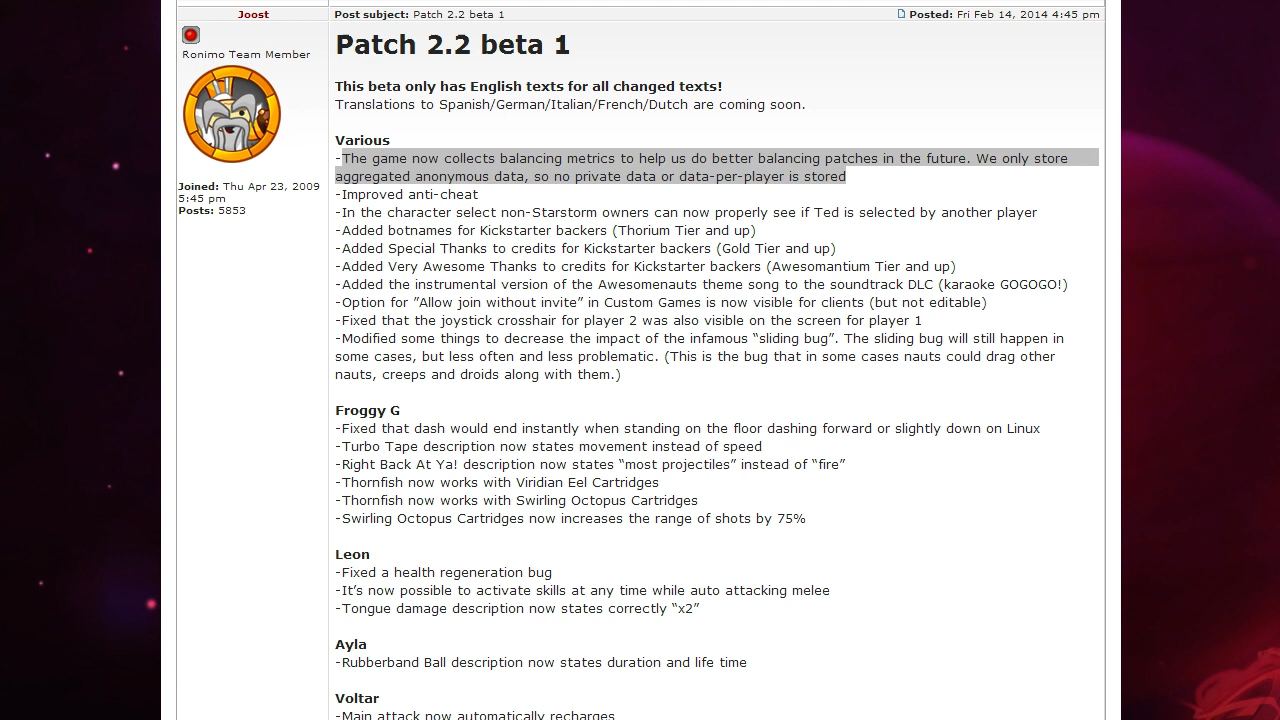 Joost
Post subject: Patch 2.2 beta 1
Posted: Fri Feb 14, 2014 4:45 pm
Ronimo Team Member
Joined: Thu Apr 23, 2009
5:45 pm
Posts: 5853
Patch 2.2 beta 1
This beta only has English texts for all changed texts!
Translations to Spanish/German/Italian/French/Dutch are coming soon.
Various
-The game now collects balancing metrics to help us do better balancing patches in the future. We only store
aggregated anonymous data, so no private data or data-per-player is stored
-Improved anti-cheat
-In the character select non-Starstorm owners can now properly see if Ted is selected by another player
-Added botnames for Kickstarter backers (Thorium Tier and up)
-Added Special Thanks to credits for Kickstarter backers (Gold Tier and up)
-Added Very Awesome Thanks to credits for Kickstarter backers (Awesomantium Tier and up)
-Added the instrumental version of the Awesomenauts theme song to the soundtrack DLC (karaoke GOGOGO!)
-Option for ”Allow join without invite” in Custom Games is now visible for clients (but not editable)
-Fixed that the joystick crosshair for player 2 was also visible on the screen for player 1
-Modified some things to decrease the impact of the infamous “sliding bug”. The sliding bug will still happen in
some cases, but less often and less problematic. (This is the bug that in some cases nauts could drag other
nauts, creeps and droids along with them.)
Froggy G
-Fixed that dash would end instantly when standing on the floor dashing forward or slightly down on Linux
-Turbo Tape description now states movement instead of speed
-Right Back At Ya! description now states “most projectiles” instead of “fire”
-Thornfish now works with Viridian Eel Cartridges
-Thornfish now works with Swirling Octopus Cartridges
-Swirling Octopus Cartridges now increases the range of shots by 75%
Leon
-Fixed a health regeneration bug
-It’s now possible to activate skills at any time while auto attacking melee
-Tongue damage description now states correctly “x2”
Ayla
-Rubberband Ball description now states duration and life time
Voltar
-Main attack now automatically recharges